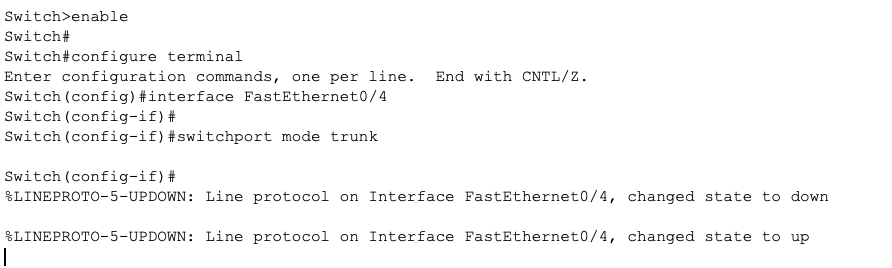 Switch>enable
Switch#
Switch#configure terminal
Enter configuration commands, one per line.  End with CNTL/Z.
Switch(config)#interface FastEthernet0/4
Switch(config-if)#
Switch(config-if)#switchport mode trunk
Switch(config-if)#
%LINEPROTO-5-UPDOWN: Line protocol on Interface FastEthernet0/4, changed state to down
%LINEPROTO-5-UPDOWN: Line protocol on Interface FastEthernet0/4, changed state to up